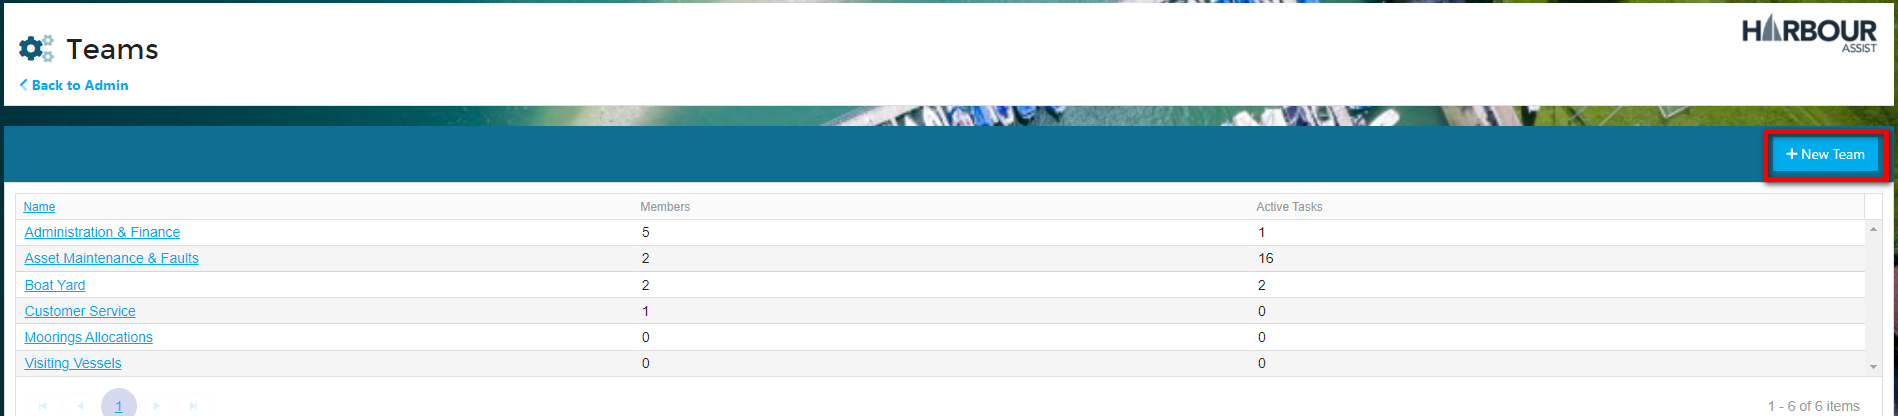 Teams
HARBOUR
ASSIST
Back to Admin
+ New Team
Name Members Active Tasks
Administration & Finance 5 1
Asset Maintenance & Faults 2 16
Boat Yard 2 2
Customer Service 1 0
Moorings Allocations 0 0
Visiting Vessels 0 0
1 1 - 6 of 6 items